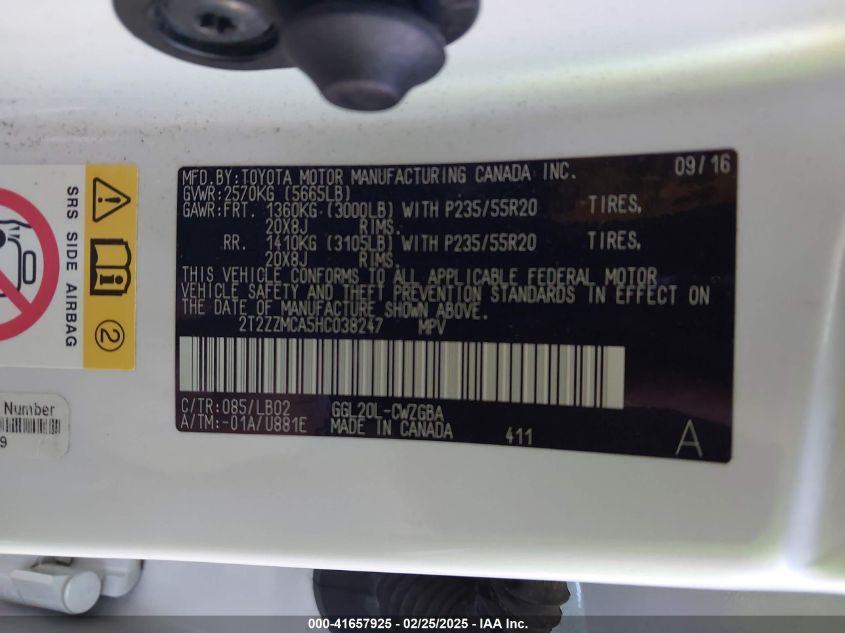 MFD.BY:TOYOTA MOTOR MANUFACTURING CANADA INC. 09/16
GVWR:2570KG (5665LB)
GAWR:FRT. 1360KG (3000LB) WITH P235/55R20 TIRES,
20X8J RIMS.
RR. 1410KG (3105LB) WITH P235/55R20 TIRES,
20X8J RIMS
THIS VEHICLE CONFORMS TO ALL APPLICABLE FEDERAL MOTOR
VEHICLE SAFETY AND THEFT PREVENTION STANDARDS IN EFFECT ON
THE DATE OF MANUFACTURE SHOWN ABOVE.
2T2ZZMCA5HC038247 MPV
C/TR:085/LB02 GGL20L-CWZGBA
A/TM:-01A/U881E MADE IN CANADA 411 A
SRS SIDE AIRBAG
2
Number
9
000-41657925 / 02/25/2025 - IAA Inc.